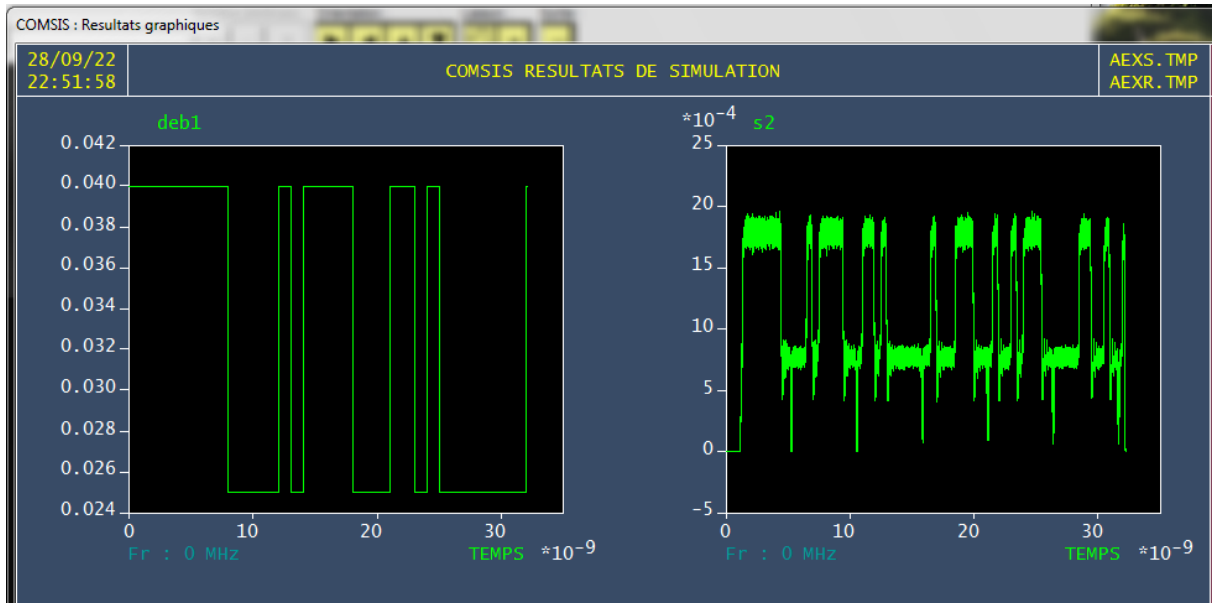 COMSIS : Resultats graphiques
28/09/22
22:51:58
COMSIS RESULTATS DE SIMULATION
AEXS.TMP
AEXR.TMP
deb1
0.042
0.040
0.038
0.036
0.034
0.032
0.030
0.028
0.026
0.024
0 10 20 30
Fr : 0 MHz TEMPS *10-9
*10-4 s2
25
20
15
10
5
0
-5
0 10 20 30
Fr : 0 MHz TEMPS *10-9